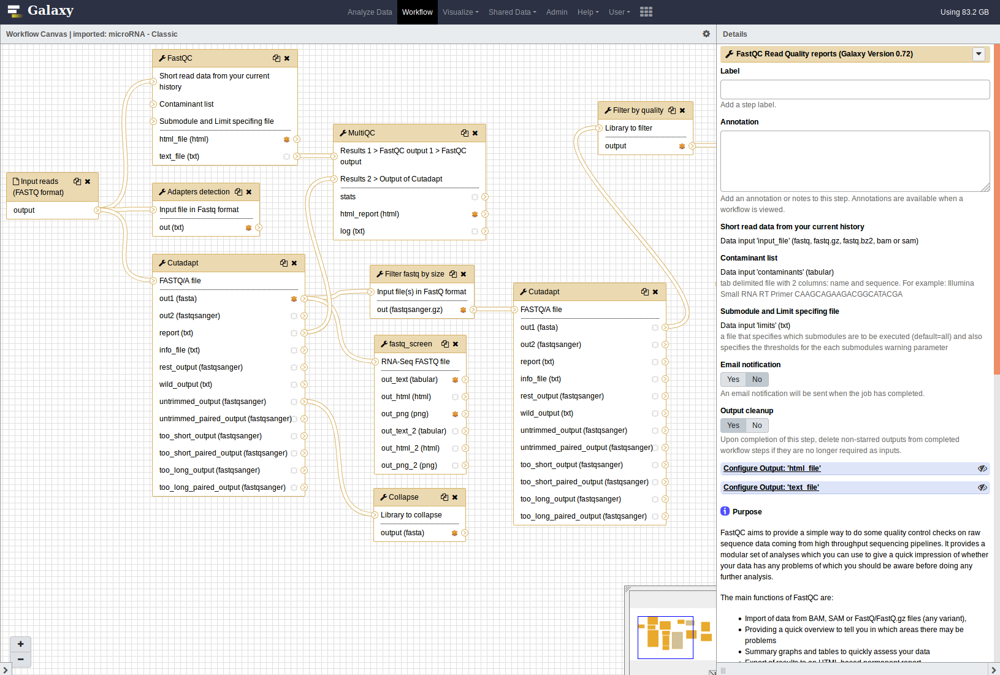 Galaxy
Analyze Data Workflow Visualize Shared Data Admin Help User
Using 83.2 GB
Workflow Canvas | imported: microRNA - Classic
Input reads
(FASTQ format)
output
FastQC
Short read data from your current
history
Contaminant list
Submodule and Limit specifing file
html_file (html)
text_file (txt)
Adapters detection
Input file in Fastq format
out (txt)
Cutadapt
FASTQ/A file
out1 (fasta)
out2 (fastqsanger)
report (txt)
info_file (txt)
rest_output (fastqsanger)
wild_output (txt)
untrimmed_output (fastqsanger)
untrimmed_paired_output (fastqsanger)
too_short_output (fastqsanger)
too_short_paired_output (fastqsanger)
too_long_output (fastqsanger)
too_long_paired_output (fastqsanger)
MultiQC
Results 1 > FastQC output 1 > FastQC
output
Results 2 > Output of Cutadapt
stats
html_report (html)
log (txt)
Filter fastq by size
Input file(s) in FastQ format
out (fastqsanger.gz)
fastq_screen
RNA-Seq FASTQ file
out_text (tabular)
out_html (html)
out_png (png)
out_text_2 (tabular)
out_html_2 (html)
out_png_2 (png)
Collapse
Library to collapse
output (fasta)
Cutadapt
FASTQ/A file
out1 (fasta)
out2 (fastqsanger)
report (txt)
info_file (txt)
rest_output (fastqsanger)
wild_output (txt)
untrimmed_output (fastqsanger)
untrimmed_paired_output (fastqsanger)
too_short_output (fastqsanger)
too_short_paired_output (fastqsanger)
too_long_output (fastqsanger)
too_long_paired_output (fastqsanger)
Filter by quality
Library to filter
output
Details
FastQC Read Quality reports (Galaxy Version 0.72)
Label
Add a step label.
Annotation
Add an annotation or notes to this step. Annotations are available when a
workflow is viewed.
Short read data from your current history
Data input 'input_file' (fastq, fastq.gz, fastq.bz2, bam or sam)
Contaminant list
Data input 'contaminants' (tabular)
tab delimited file with 2 columns: name and sequence. For example: Illumina
Small RNA RT Primer CAAGCAGAAGACGGCATACGA
Submodule and Limit specifing file
Data input 'limits' (txt)
a file that specifies which submodules are to be executed (default=all) and also
specifies the thresholds for the each submodules warning parameter
Email notification
Yes No
An email notification will be sent when the job has completed.
Output cleanup
Yes No
Upon completion of this step, delete non-starred outputs from completed
workflow steps if they are no longer required as inputs.
Configure Output: 'html_file'
Configure Output: 'text_file'
Purpose
FastQC aims to provide a simple way to do some quality control checks on raw
sequence data coming from high throughput sequencing pipelines. It provides a
modular set of analyses which you can use to give a quick impression of whether
your data has any problems of which you should be aware before doing any
further analysis.
The main functions of FastQC are:
• Import of data from BAM, SAM or FastQ/FastQ.gz files (any variant),
• Providing a quick overview to tell you in which areas there may be
problems
• Summary graphs and tables to quickly assess your data
• Export of results to an HTML based permanent report